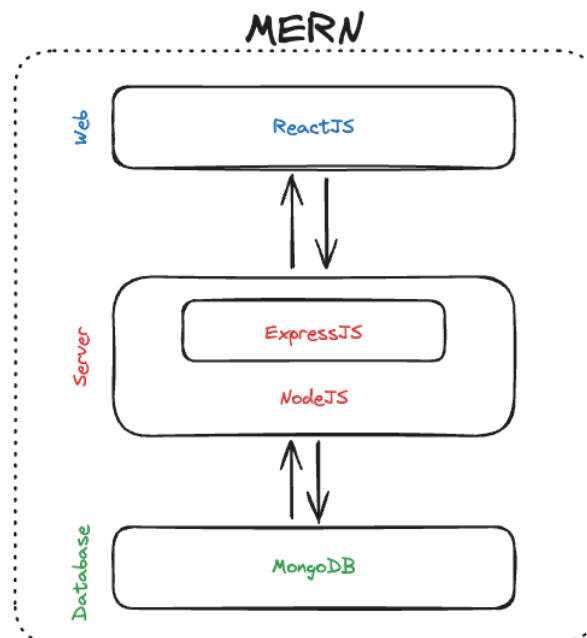 MERN
Web
ReactJS
Server
ExpressJS
NodeJS
Database
MongoDB